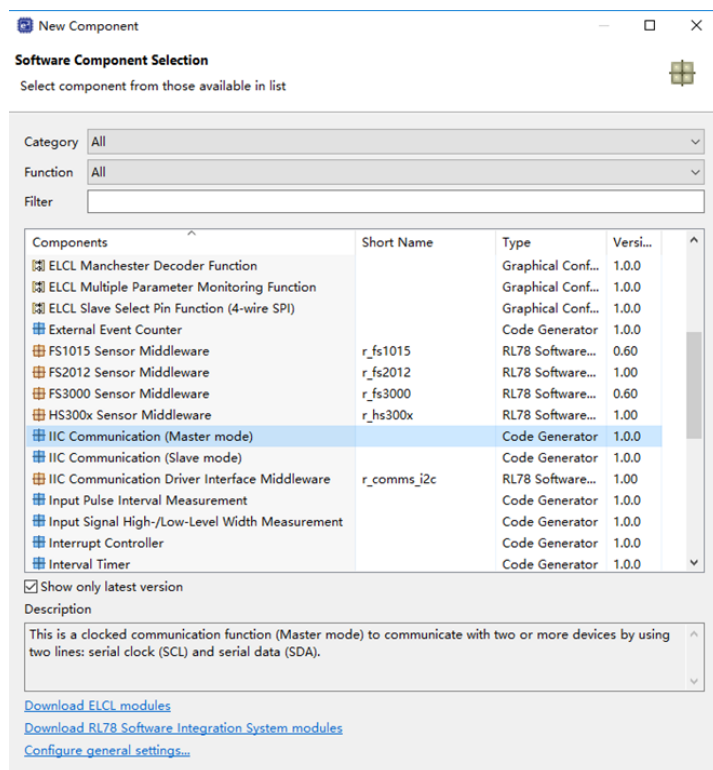 New Component
Software Component Selection
Select component from those available in list
Category All
Function All
Filter
Components Short Name Type Versi...
ELCL Manchester Decoder Function Graphical Conf... 1.0.0
ELCL Multiple Parameter Monitoring Function Graphical Conf... 1.0.0
ELCL Slave Select Pin Function (4-wire SPI) Graphical Conf... 1.0.0
External Event Counter Code Generator 1.0.0
FS1015 Sensor Middleware r_fs1015 RL78 Software... 0.60
FS2012 Sensor Middleware r_fs2012 RL78 Software... 1.00
FS3000 Sensor Middleware r_fs3000 RL78 Software... 0.60
HS300x Sensor Middleware r_hs300x RL78 Software... 1.00
IIC Communication (Master mode) Code Generator 1.0.0
IIC Communication (Slave mode) Code Generator 1.0.0
IIC Communication Driver Interface Middleware r_comms_i2c RL78 Software... 1.00
Input Pulse Interval Measurement Code Generator 1.0.0
Input Signal High-/Low-Level Width Measurement Code Generator 1.0.0
Interrupt Controller Code Generator 1.0.0
Interval Timer Code Generator 1.0.0
Show only latest version
Description
This is a clocked communication function (Master mode) to communicate with two or more devices by using
two lines: serial clock (SCL) and serial data (SDA).
Download ELCL modules
Download RL78 Software Integration System modules
Configure general settings...